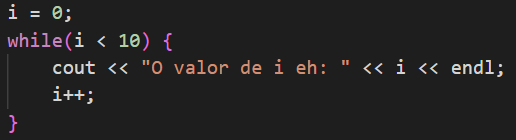 i = 0;
while(i < 10) {
    cout << "O valor de i eh: " << i << endl;
    i++;
}